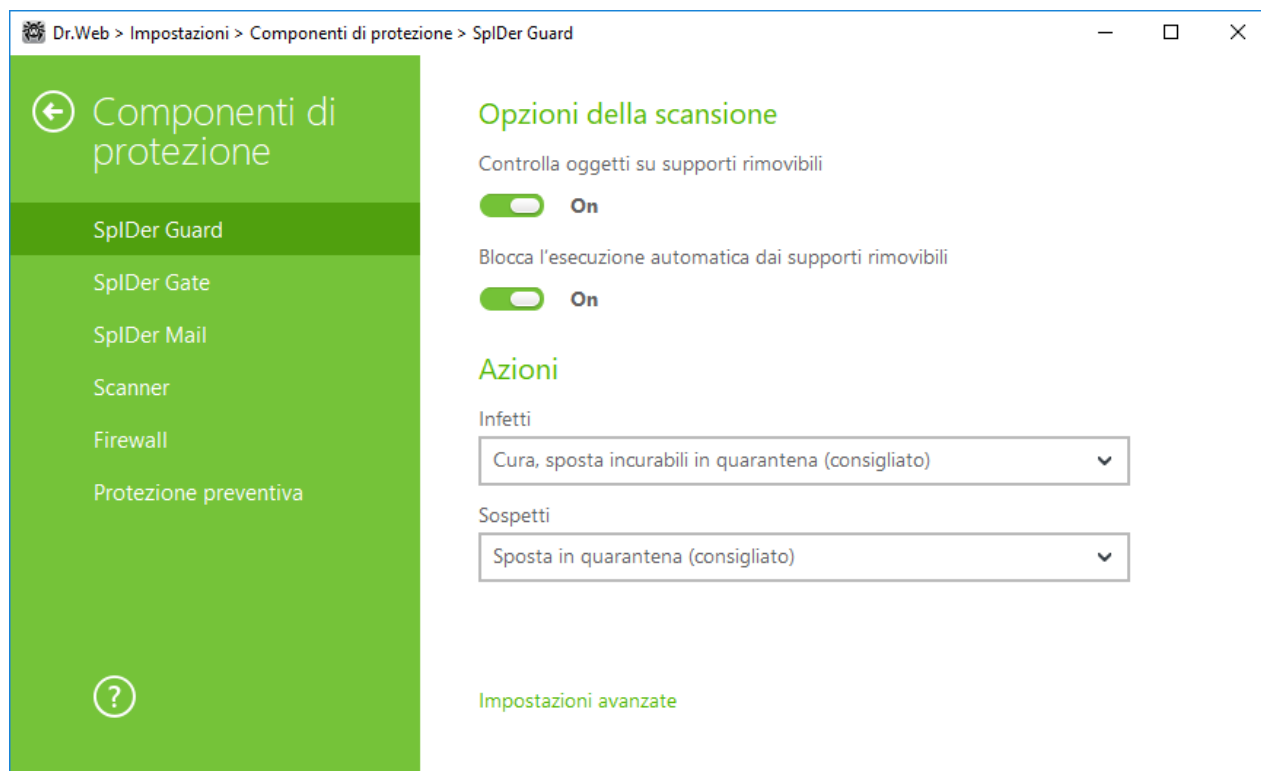 Dr.Web > Impostazioni > Componenti di protezione > SpIDer Guard
Componenti di
protezione
SpIDer Guard
SpIDer Gate
SpIDer Mail
Scanner
Firewall
Protezione preventiva
?
Opzioni della scansione
Controlla oggetti su supporti rimovibili
On
Blocca l'esecuzione automatica dai supporti rimovibili
On
Azioni
Infetti
Cura, sposta incurabili in quarantena (consigliato)
Sospetti
Sposta in quarantena (consigliato)
Impostazioni avanzate